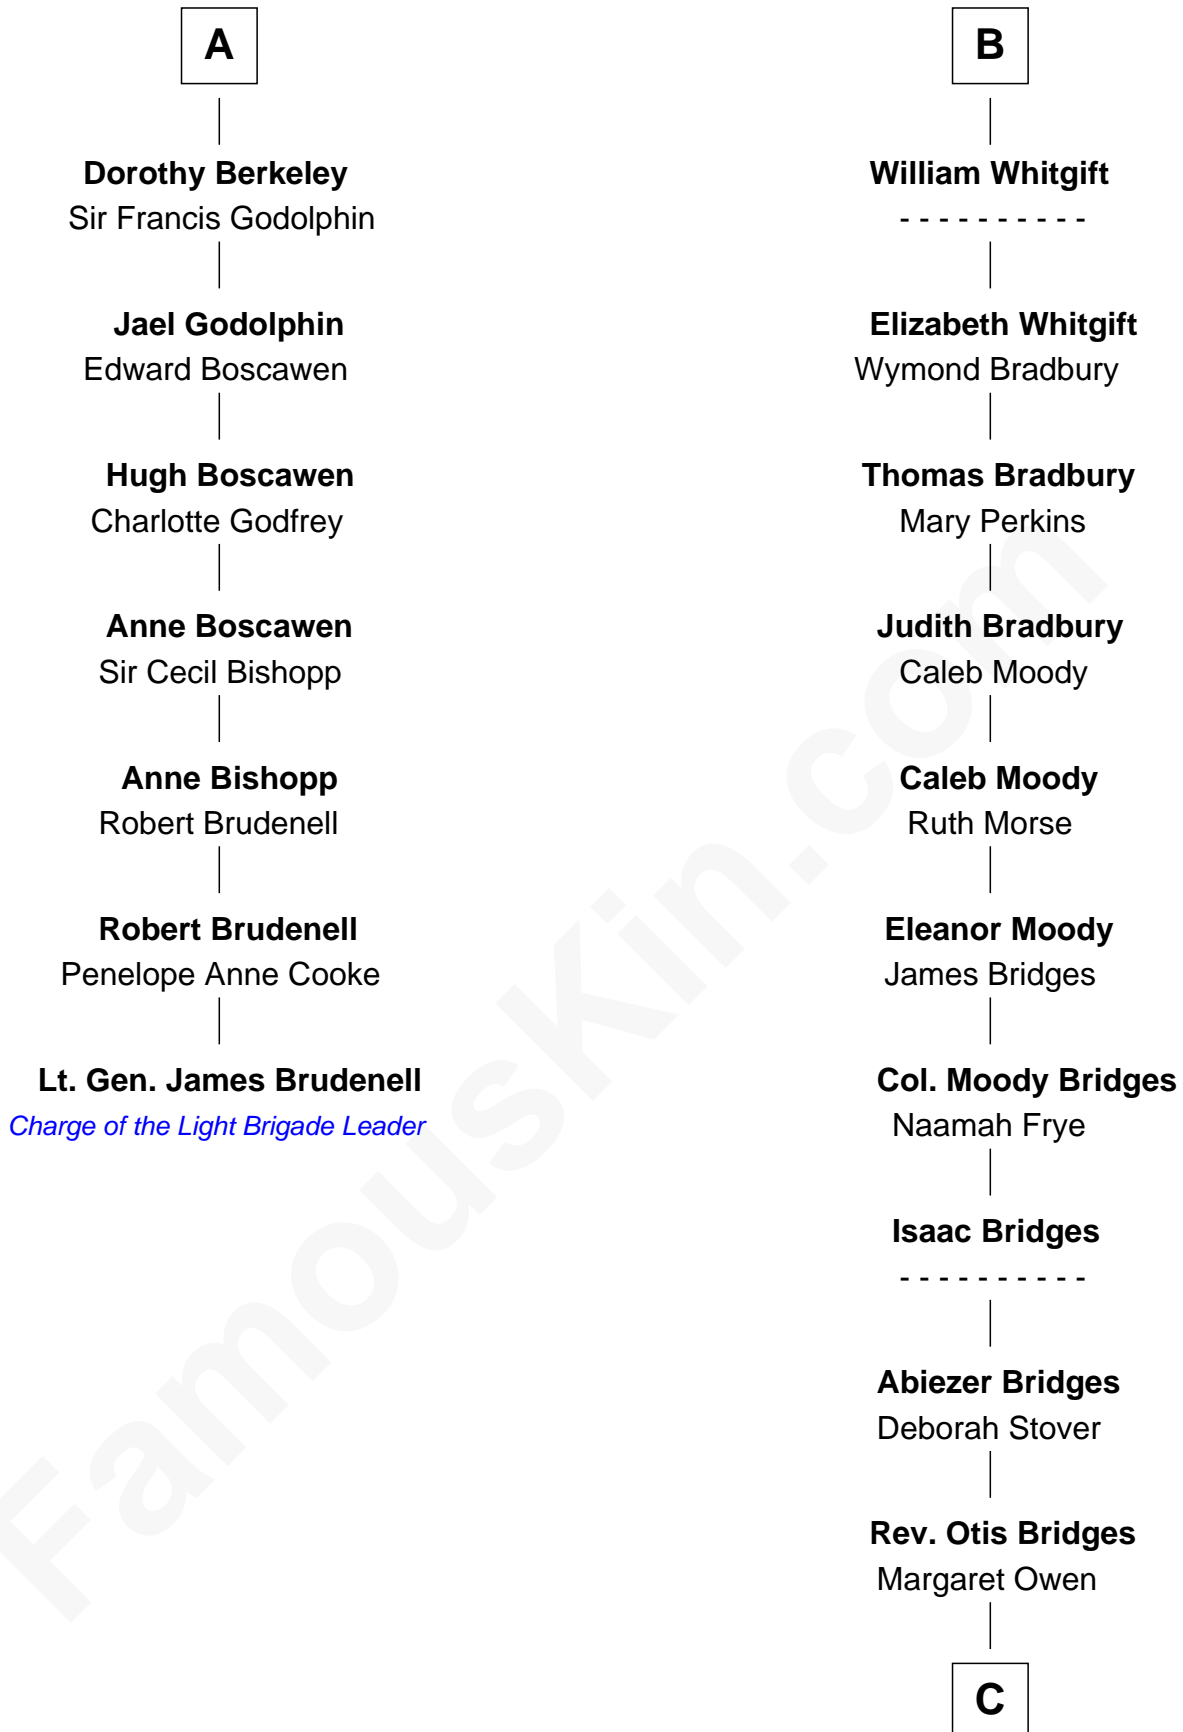 A
Dorothy Berkeley
Sir Francis Godolphin
Jael Godolphin
Edward Boscawen
Hugh Boscawen
Charlotte Godfrey
Anne Boscawen
Sir Cecil Bishopp
Anne Bishopp
Robert Brudenell
Robert Brudenell
Penelope Anne Cooke
Lt. Gen. James Brudenell
Charge of the Light Brigade Leader
B
William Whitgift
- - - - - - - - - -
Elizabeth Whitgift
Wymond Bradbury
Thomas Bradbury
Mary Perkins
Judith Bradbury
Caleb Moody
Caleb Moody
Ruth Morse
Eleanor Moody
James Bridges
Col. Moody Bridges
Naamah Frye
Isaac Bridges
- - - - - - - - - -
Abiezer Bridges
Deborah Stover
Rev. Otis Bridges
Margaret Owen
C
FamousKin.com